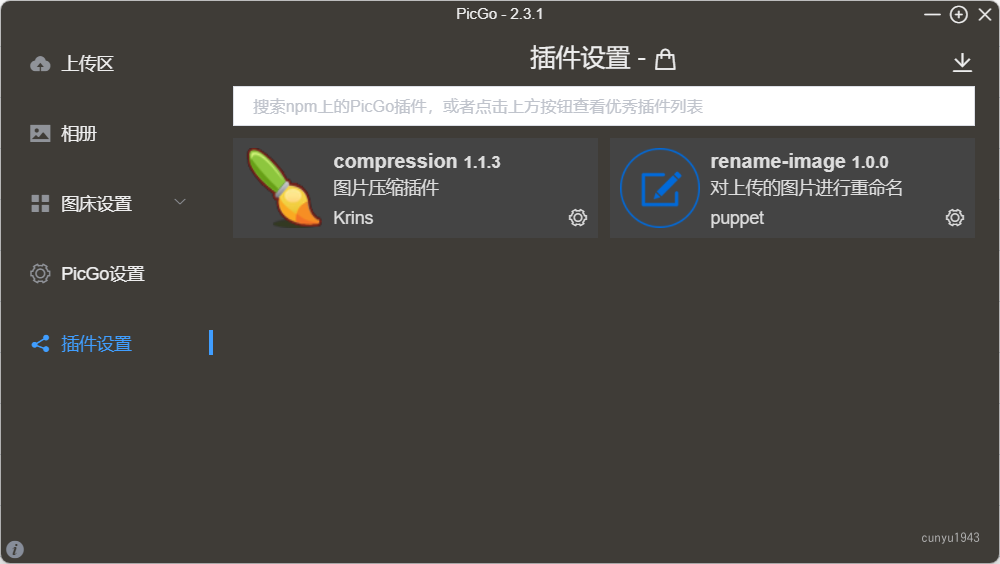 PicGo - 2.3.1
上传区
相册
图床设置
PicGo设置
插件设置
插件设置 -
搜索npm上的PicGo插件，或者点击上方按钮查看优秀插件列表
compression 1.1.3
图片压缩插件
Krins
rename-image 1.0.0
对上传的图片进行重命名
puppet
cunyu1943